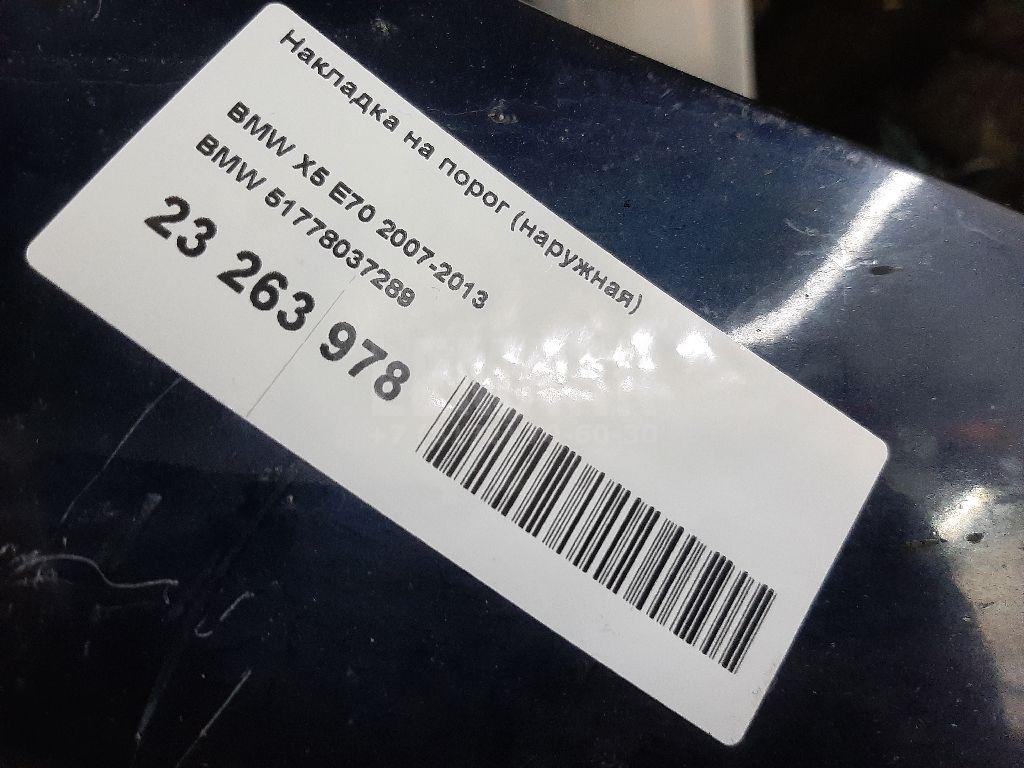 Накладка на порог (наружная)
BMW X5 E70 2007-2013
BMW 51778037289
23 263 978